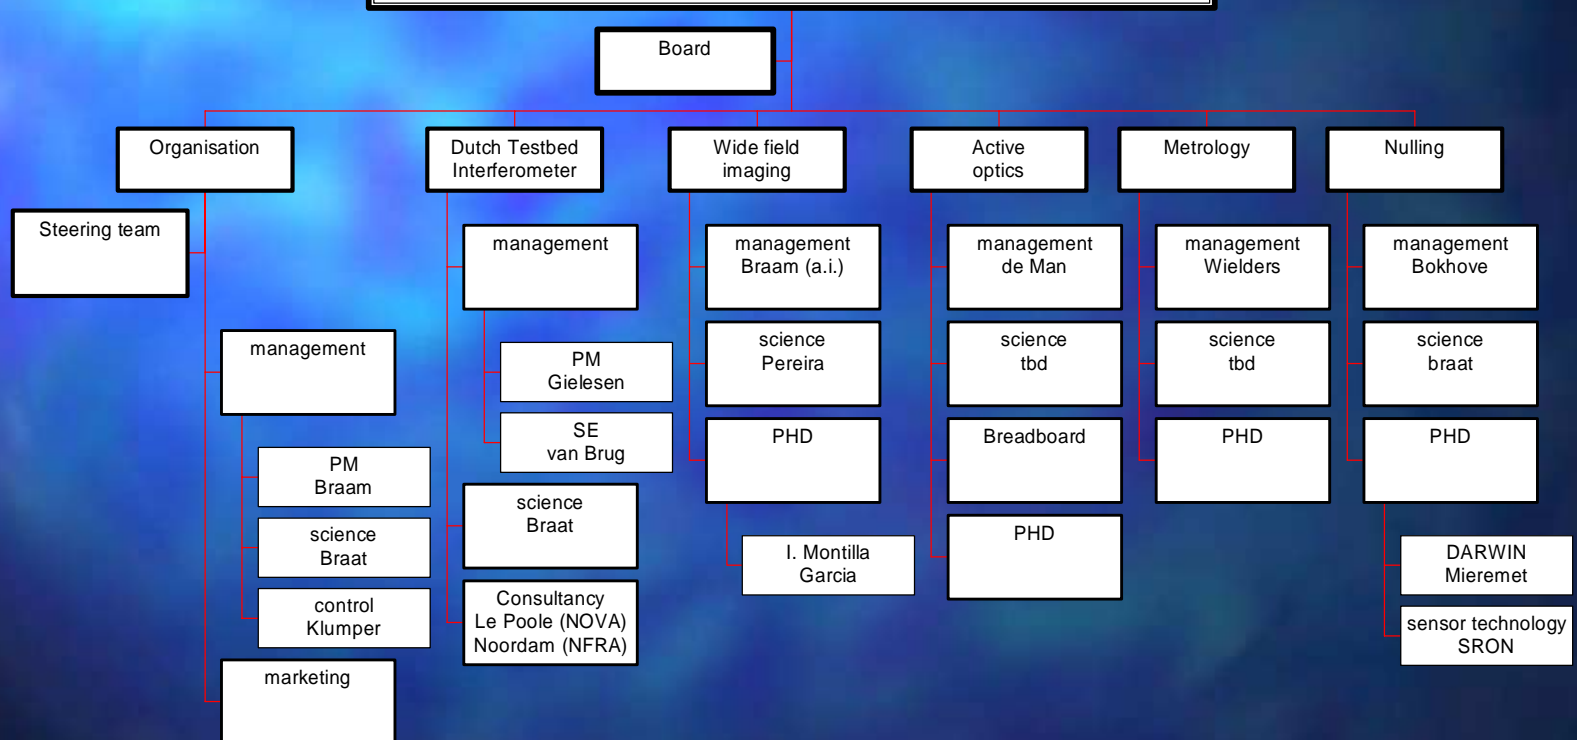 Board
Organisation
Steering team
management
PM
Braam
science
Braat
control
Klumper
marketing
Dutch Testbed
Interferometer
management
PM
Gielesen
SE
van Brug
science
Braat
Consultancy
Le Poole (NOVA)
Noordam (NFRA)
Wide field
imaging
management
Braam (a.i.)
science
Pereira
PHD
I. Montilla
Garcia
Active
optics
management
de Man
science
tbd
Breadboard
PHD
Metrology
management
Wielders
science
tbd
PHD
Nulling
management
Bokhove
science
braat
PHD
DARWIN
Mieremet
sensor technology
SRON